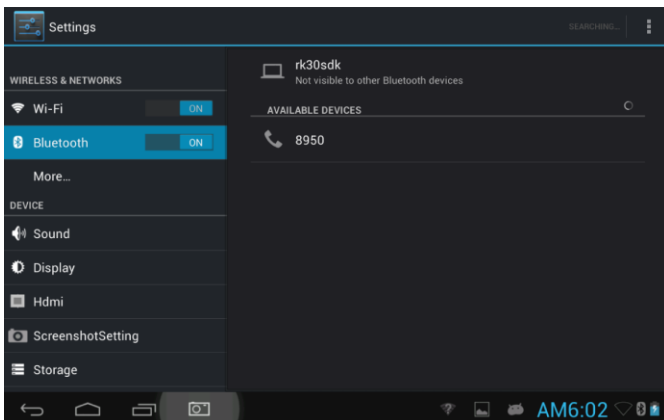 Settings
SEARCHING...
WIRELESS & NETWORKS
Wi-Fi ON
Bluetooth ON
More...
DEVICE
Sound
Display
Hdmi
ScreenshotSetting
Storage
rk30sdk
Not visible to other Bluetooth devices
AVAILABLE DEVICES
8950
AM6:02